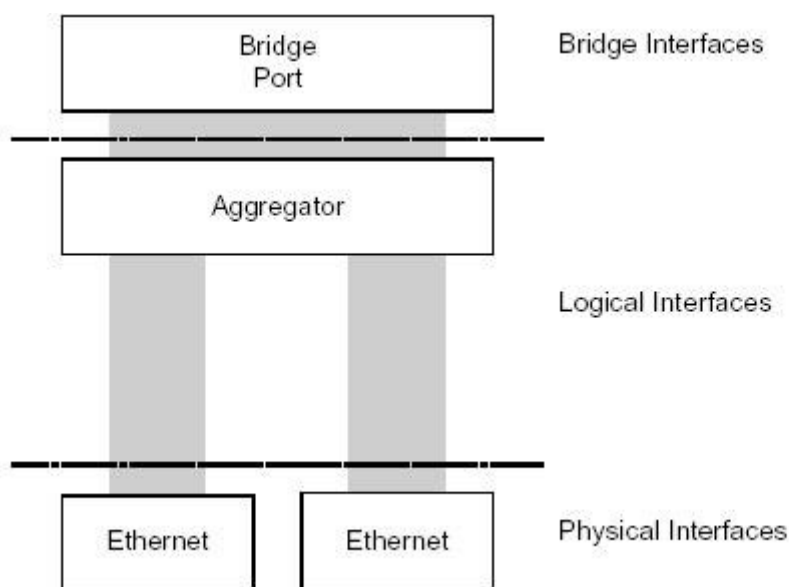 Bridge
Port
Bridge Interfaces
Aggregator
Logical Interfaces
Ethernet
Ethernet
Physical Interfaces